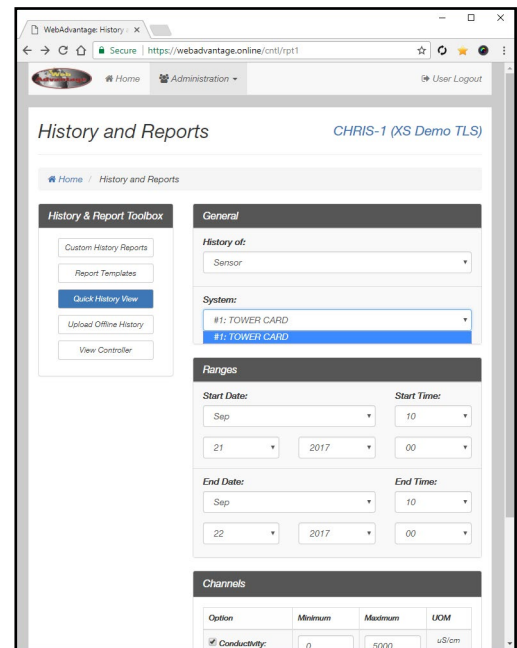 WebAdvantage: History
Secure | https://webadvantage.online/cntl/rpt1
Home Administration User Logout
History and Reports CHRIS-1 (XS Demo TLS)
Home / History and Reports
History & Report Toolbox
Custom History Reports
Report Templates
Quick History View
Upload Offline History
View Controller
General
History of:
Sensor
System:
#1: TOWER CARD
#1: TOWER CARD
Ranges
Start Date: Start Time:
Sep 10
21 2017 00
End Date: End Time:
Sep 10
22 2017 00
Channels
Option Minimum Maximum UOM
Conductivity: 0 5000 uS/cm